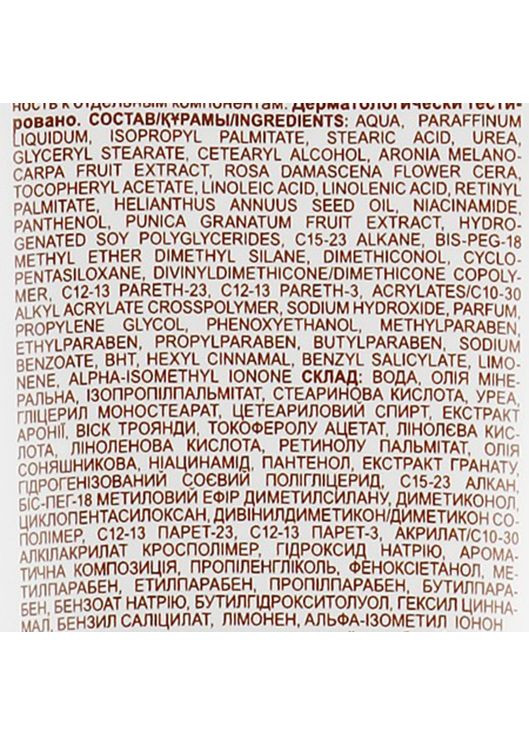 ность к отдельным компонентам. Дерматологически тести-
ровано. СОСТАВ/ҚҰРАМЫ/INGREDIENTS: AQUA, PARAFFINUM
LIQUIDUM, ISOPROPYL PALMITATE, STEARIC ACID, UREA,
GLYCERYL STEARATE, CETEARYL ALCOHOL, ARONIA MELANO-
CARPA FRUIT EXTRACT, ROSA DAMASCENA FLOWER CERA,
TOCOPHERYL ACETATE, LINOLEIC ACID, LINOLENIC ACID, RETINYL
PALMITATE, HELIANTHUS ANNUUS SEED OIL, NIACINAMIDE,
PANTHENOL, PUNICA GRANATUM FRUIT EXTRACT, HYDRO-
GENATED SOY POLYGLYCERIDES, C15-23 ALKANE, BIS-PEG-18
METHYL ETHER DIMETHYL SILANE, DIMETHICONOL, CYCLO-
PENTASILOXANE, DIVINYLDIMETHICONE/DIMETHICONE COPOLY-
MER, C12-13 PARETH-23, C12-13 PARETH-3, ACRYLATES/C10-30
ALKYL ACRYLATE CROSSPOLYMER, SODIUM HYDROXIDE, PARFUM,
PROPYLENE GLYCOL, PHENOXYETHANOL, METHYLPARABEN,
ETHYLPARABEN, PROPYLPARABEN, BUTYLPARABEN, SODIUM
BENZOATE, BHT, HEXYL CINNAMAL, BENZYL SALICYLATE, LIMO-
NENE, ALPHA-ISOMETHYL IONONE СКЛАД: ВОДА, ОЛІЯ МІНЕ-
РАЛЬНА, ІЗОПРОПІЛПАЛЬМІТАТ, СТЕАРИНОВА КИСЛОТА, УРЕА,
ГЛІЦЕРИЛ МОНОСТЕАРАТ, ЦЕТЕАРИЛОВИЙ СПИРТ, ЕКСТРАКТ
АРОНІЇ, ВІСК ТРОЯНДИ, ТОКОФЕРОЛУ АЦЕТАТ, ЛІНОЛЄВА КИС-
ЛОТА, ЛІНОЛЕНОВА КИСЛОТА, РЕТИНОЛУ ПАЛЬМІТАТ, ОЛІЯ
СОНЯШНИКОВА, НІАЦИНАМІД, ПАНТЕНОЛ, ЕКСТРАКТ ГРАНАТУ,
ГІДРОГЕНІЗОВАНИЙ СОЄВИЙ ПОЛІГЛІЦЕРИД, С15-23 АЛКАН,
БІС-ПЕГ-18 МЕТИЛОВИЙ ЕФІР ДИМЕТИЛСИЛАНУ, ДИМЕТИКОНОЛ,
ЦИКЛОПЕНТАСИЛОКСАН, ДИВІНИЛДИМЕТИКОН/ДИМЕТИКОН СО-
ПОЛІМЕР, С12-13 ПАРЕТ-23, С12-13 ПАРЕТ-3, АКРИЛАТ/С10-30
АЛКІЛАКРИЛАТ КРОСПОЛІМЕР, ГІДРОКСИД НАТРІЮ, АРОМА-
ТИЧНА КОМПОЗИЦІЯ, ПРОПІЛЕНГЛІКОЛЬ, ФЕНОКСІЕТАНОЛ, МЕ-
ТИЛПАРАБЕН, ЕТИЛПАРАБЕН, ПРОПІЛПАРАБЕН, БУТИЛПАРА-
БЕН, БЕНЗОАТ НАТРІЮ, БУТИЛГІДРОКСИТОЛУОЛ, ГЕКСИЛ ЦИННА-
МАЛ, БЕНЗИЛ САЛІЦИЛАТ, ЛІМОНЕН, АЛЬФА-ІЗОМЕТИЛ ІОНОН